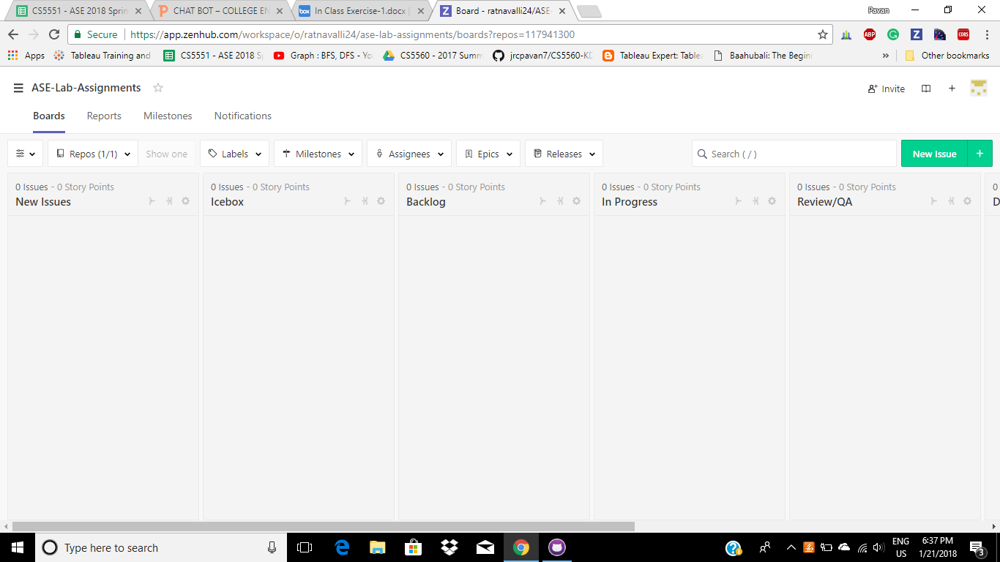 CS5551 - ASE 2018 Sprin
CHAT BOT – COLLEGE EN
box In Class Exercise-1.docx
Z Board - ratnavalli24/ASE-
Pavan
Secure https://app.zenhub.com/workspace/o/ratnavalli24/ase-lab-assignments/boards?repos=117941300
ABP G Z CORS
Apps Tableau Training and CS5551 - ASE 2018 Sp Graph : BFS, DFS - Yo CS5560 - 2017 Summ jrcpavan7/CS5560-KD Tableau Expert: Table Baahubali: The Begin » Other bookmarks
ASE-Lab-Assignments
Invite
Boards Reports Milestones Notifications
Repos (1/1) Show one Labels Milestones Assignees Epics Releases Search ( / ) New Issue +
0 Issues - 0 Story Points
New Issues
0 Issues - 0 Story Points
Icebox
0 Issues - 0 Story Points
Backlog
0 Issues - 0 Story Points
In Progress
0 Issues - 0 Story Points
Review/QA
0
D
Type here to search
ENG
US
6:37 PM
1/21/2018
3